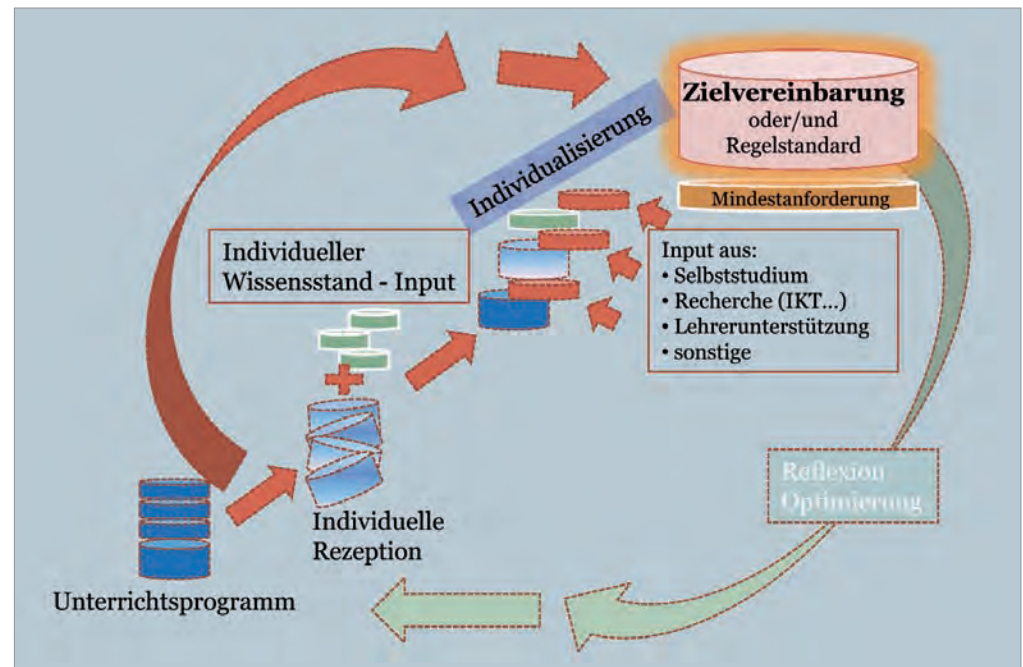 Zielvereinbarung
oder/und
Regelstandard
Individualisierung
Mindestanforderung
Individueller
Wissensstand - Input
Input aus:
• Selbststudium
• Recherche (IKT...)
• Lehrerunterstützung
• sonstige
Reflexion
Optimierung
Individuelle
Rezeption
Unterrichtsprogramm